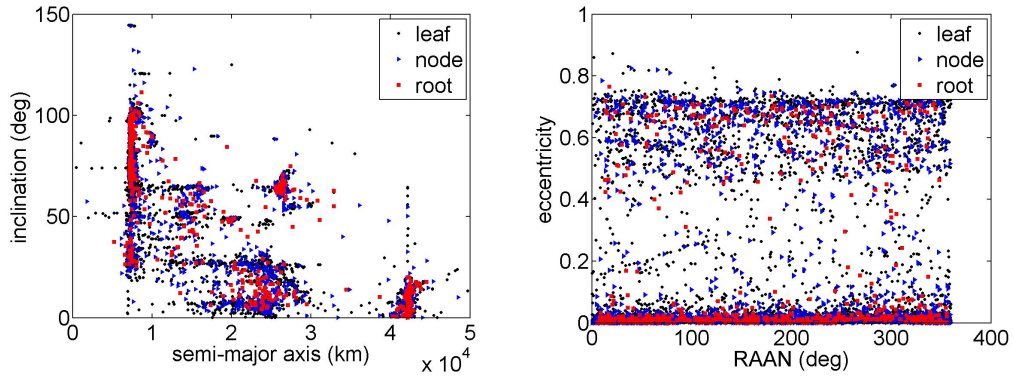 150
100
50
0
inclination (deg)
leaf
node
root
0
1
2
3
4
5
semi-major axis (km)
x 10^4
1
0.8
0.6
0.4
0.2
0
eccentricity
leaf
node
root
0
100
200
300
400
RAAN (deg)